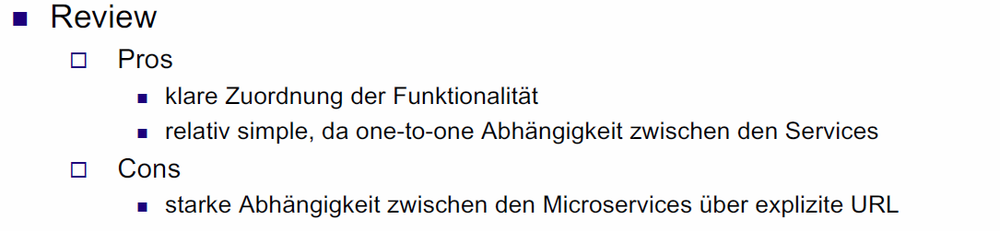 Review
Pros
klare Zuordnung der Funktionalität
relativ simple, da one-to-one Abhängigkeit zwischen den Services
Cons
starke Abhängigkeit zwischen den Microservices über explizite URL